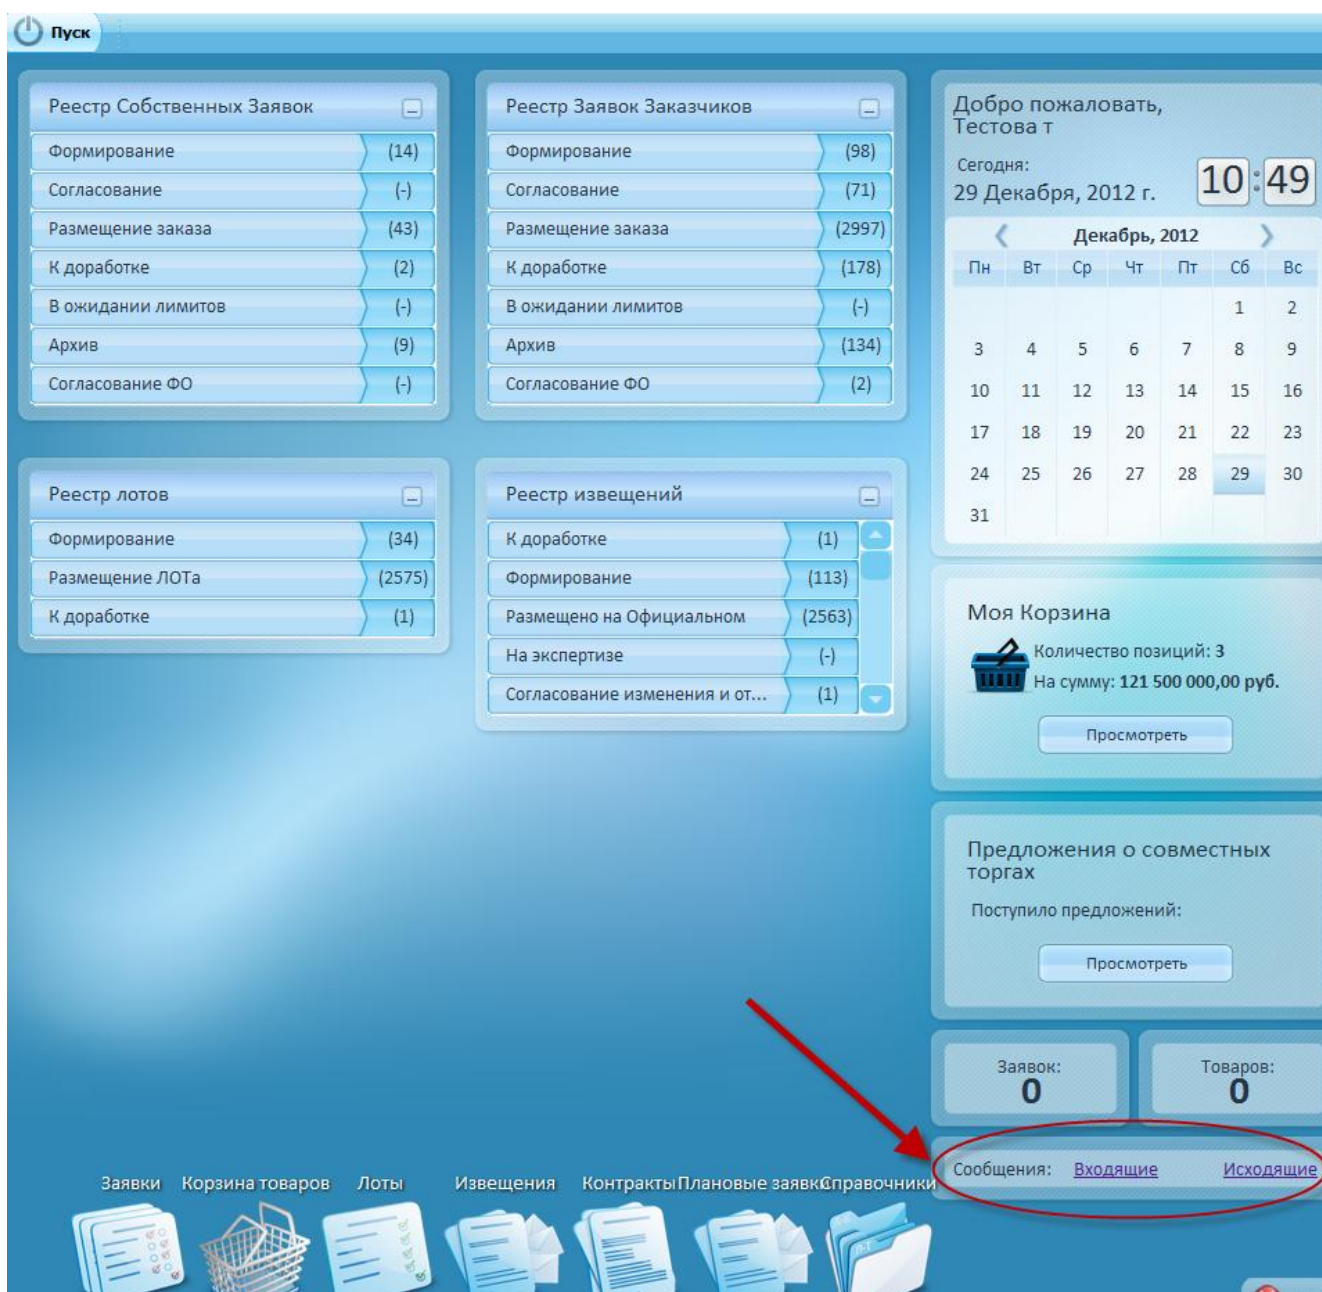 Пуск
Реестр Собственных Заявок
Формирование (14)
Согласование (-)
Размещение заказа (43)
К доработке (2)
В ожидании лимитов (-)
Архив (9)
Согласование ФО (-)
Реестр Заявок Заказчиков
Формирование (98)
Согласование (71)
Размещение заказа (2997)
К доработке (178)
В ожидании лимитов (-)
Архив (134)
Согласование ФО (2)
Реестр лотов
Формирование (34)
Размещение ЛОТа (2575)
К доработке (1)
Реестр извещений
К доработке (1)
Формирование (113)
Размещено на Официальном (2563)
На экспертизе (-)
Согласование изменения и от... (1)
Добро пожаловать,
Тестова т
Сегодня:
29 Декабря, 2012 г.
10:49
Декабрь, 2012
Пн Вт Ср Чт Пт Сб Вс
1 2
3 4 5 6 7 8 9
10 11 12 13 14 15 16
17 18 19 20 21 22 23
24 25 26 27 28 29 30
31
Моя Корзина
Количество позиций: 3
На сумму: 121 500 000,00 руб.
Просмотреть
Предложения о совместных
торгах
Поступило предложений:
Просмотреть
Заявок:
0
Товаров:
0
Сообщения: Входящие Исходящие
Заявки Корзина товаров Лоты Извещения Контракты Плановые заявки Справочники